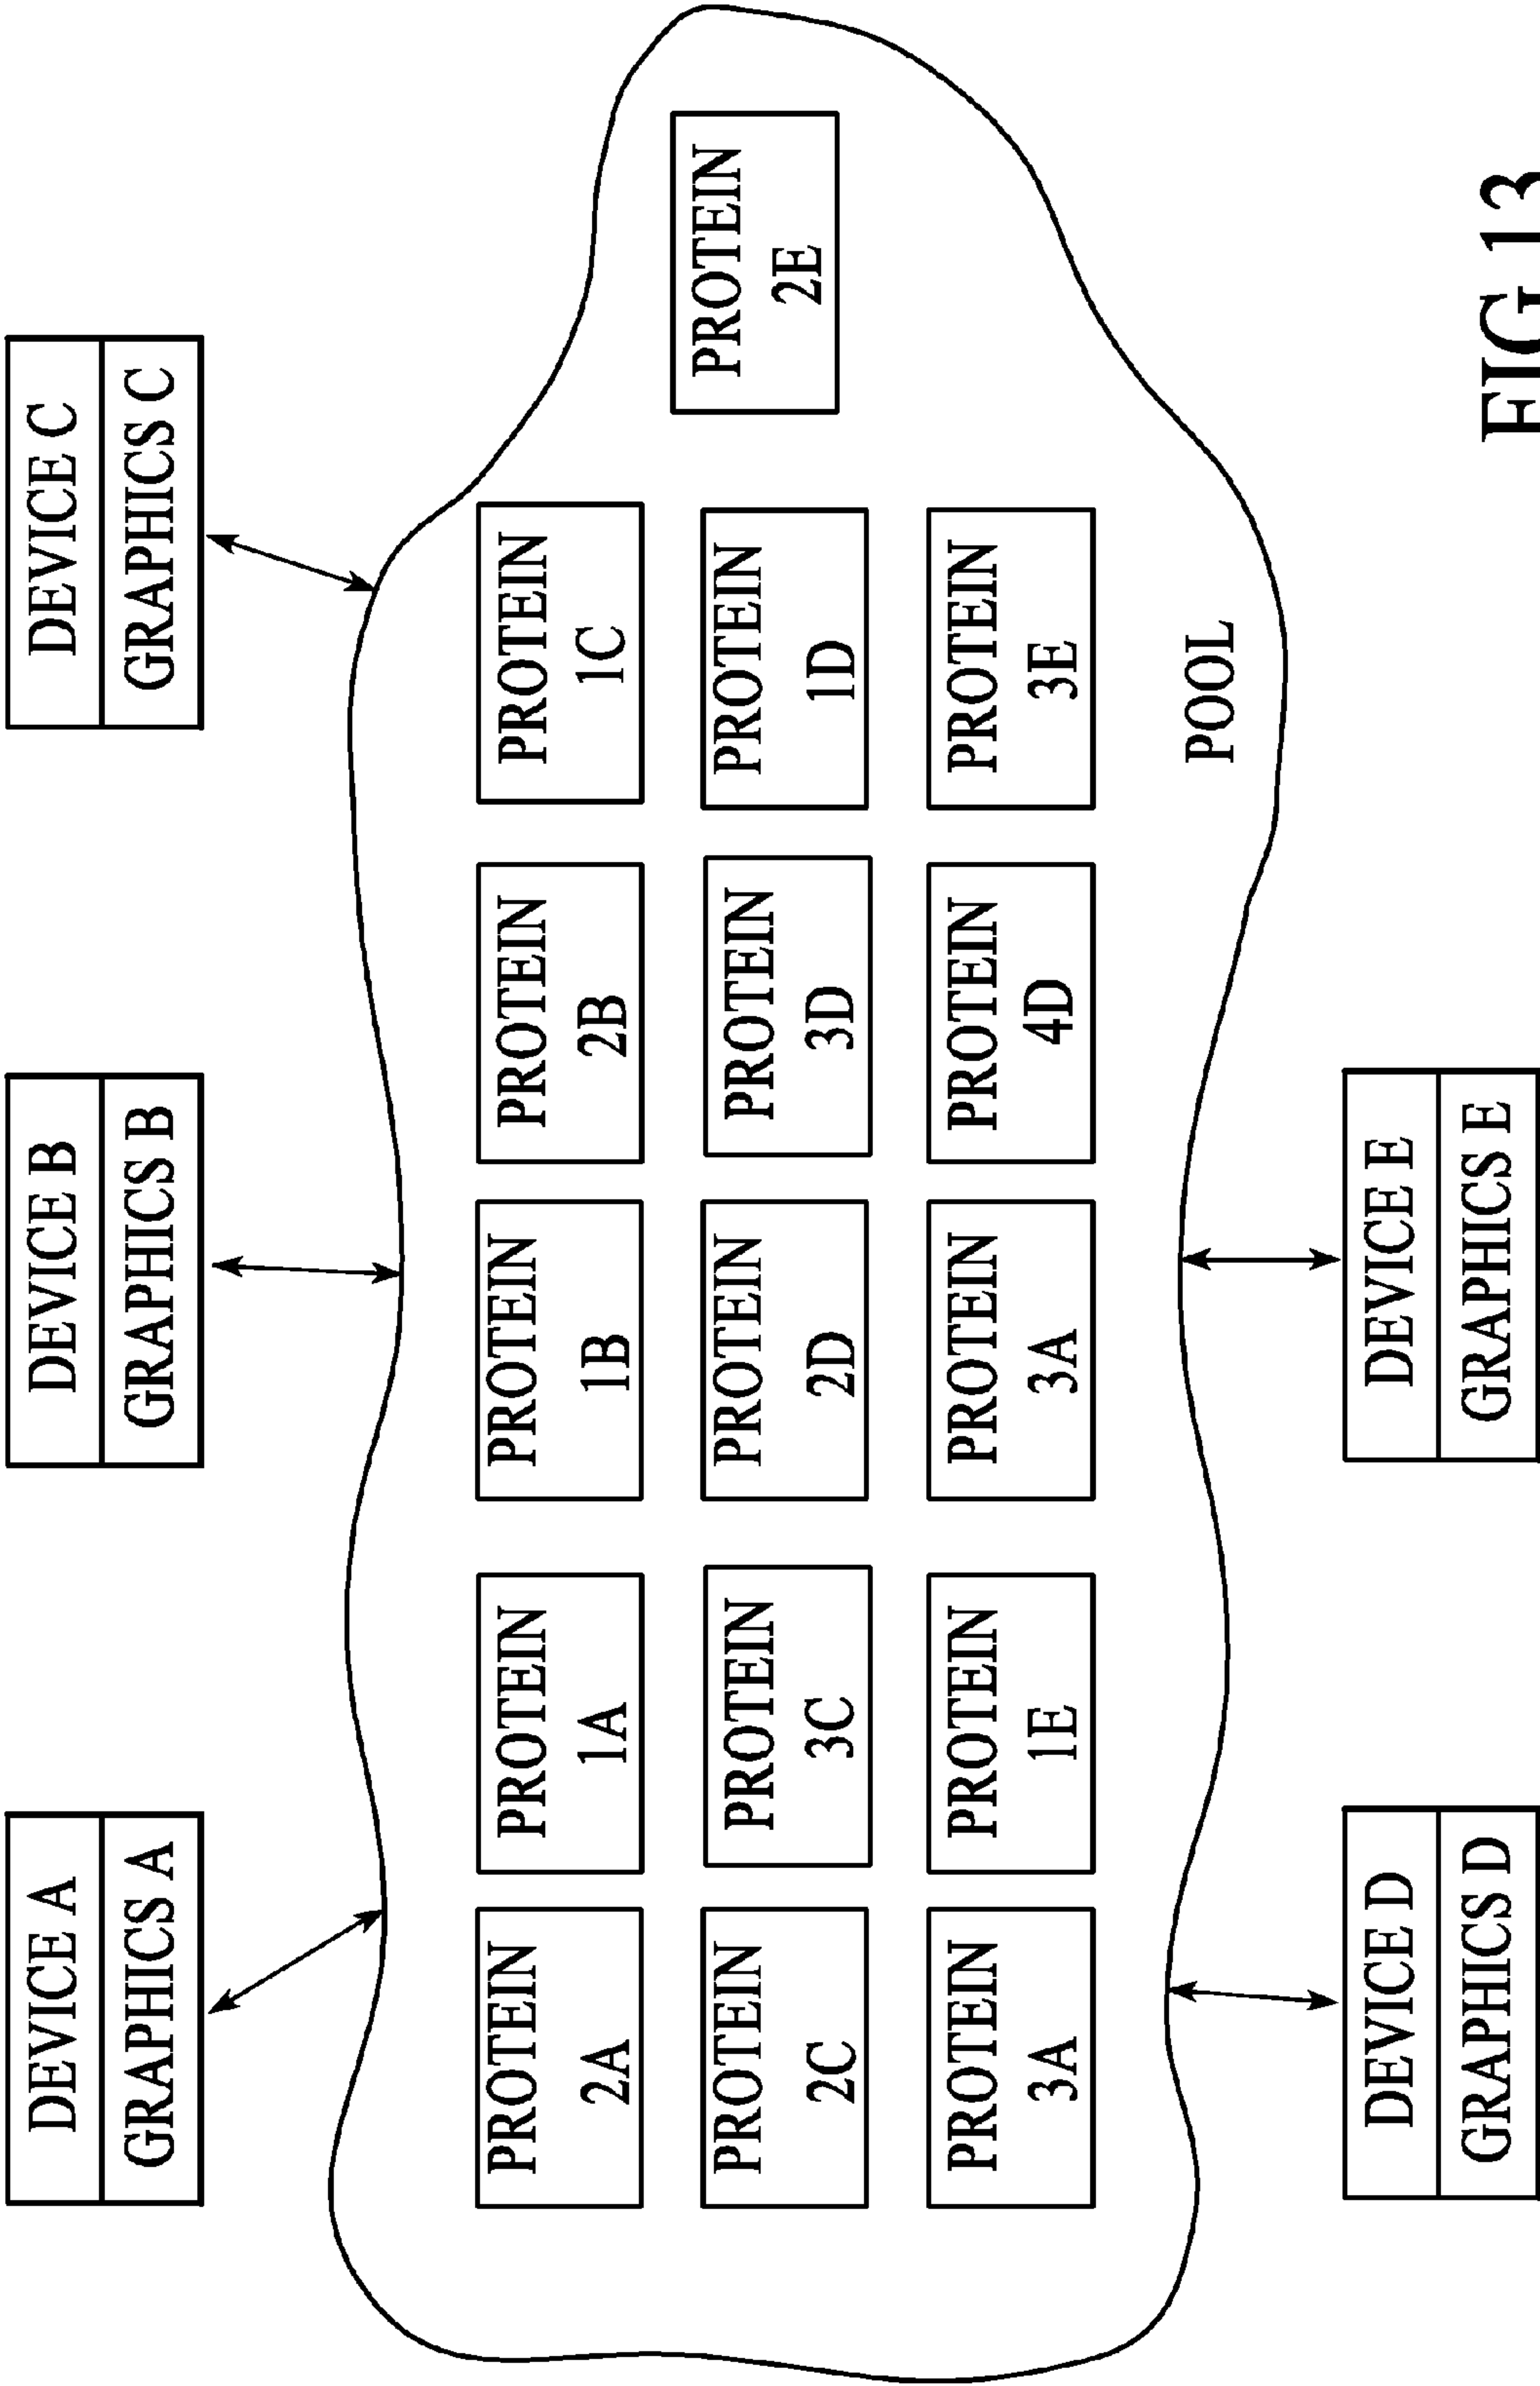 DEVICE A
GRAPHICS A
DEVICE B
GRAPHICS B
DEVICE C
GRAPHICS C
PROTEIN
2A
PROTEIN
1A
PROTEIN
1B
PROTEIN
2B
PROTEIN
1C
PROTEIN
2C
PROTEIN
3C
PROTEIN
2D
PROTEIN
3D
PROTEIN
1D
PROTEIN
2E
PROTEIN
3A
PROTEIN
1E
PROTEIN
3A
PROTEIN
4D
PROTEIN
3E
POOL
DEVICE D
GRAPHICS D
DEVICE E
GRAPHICS E
FIG 13